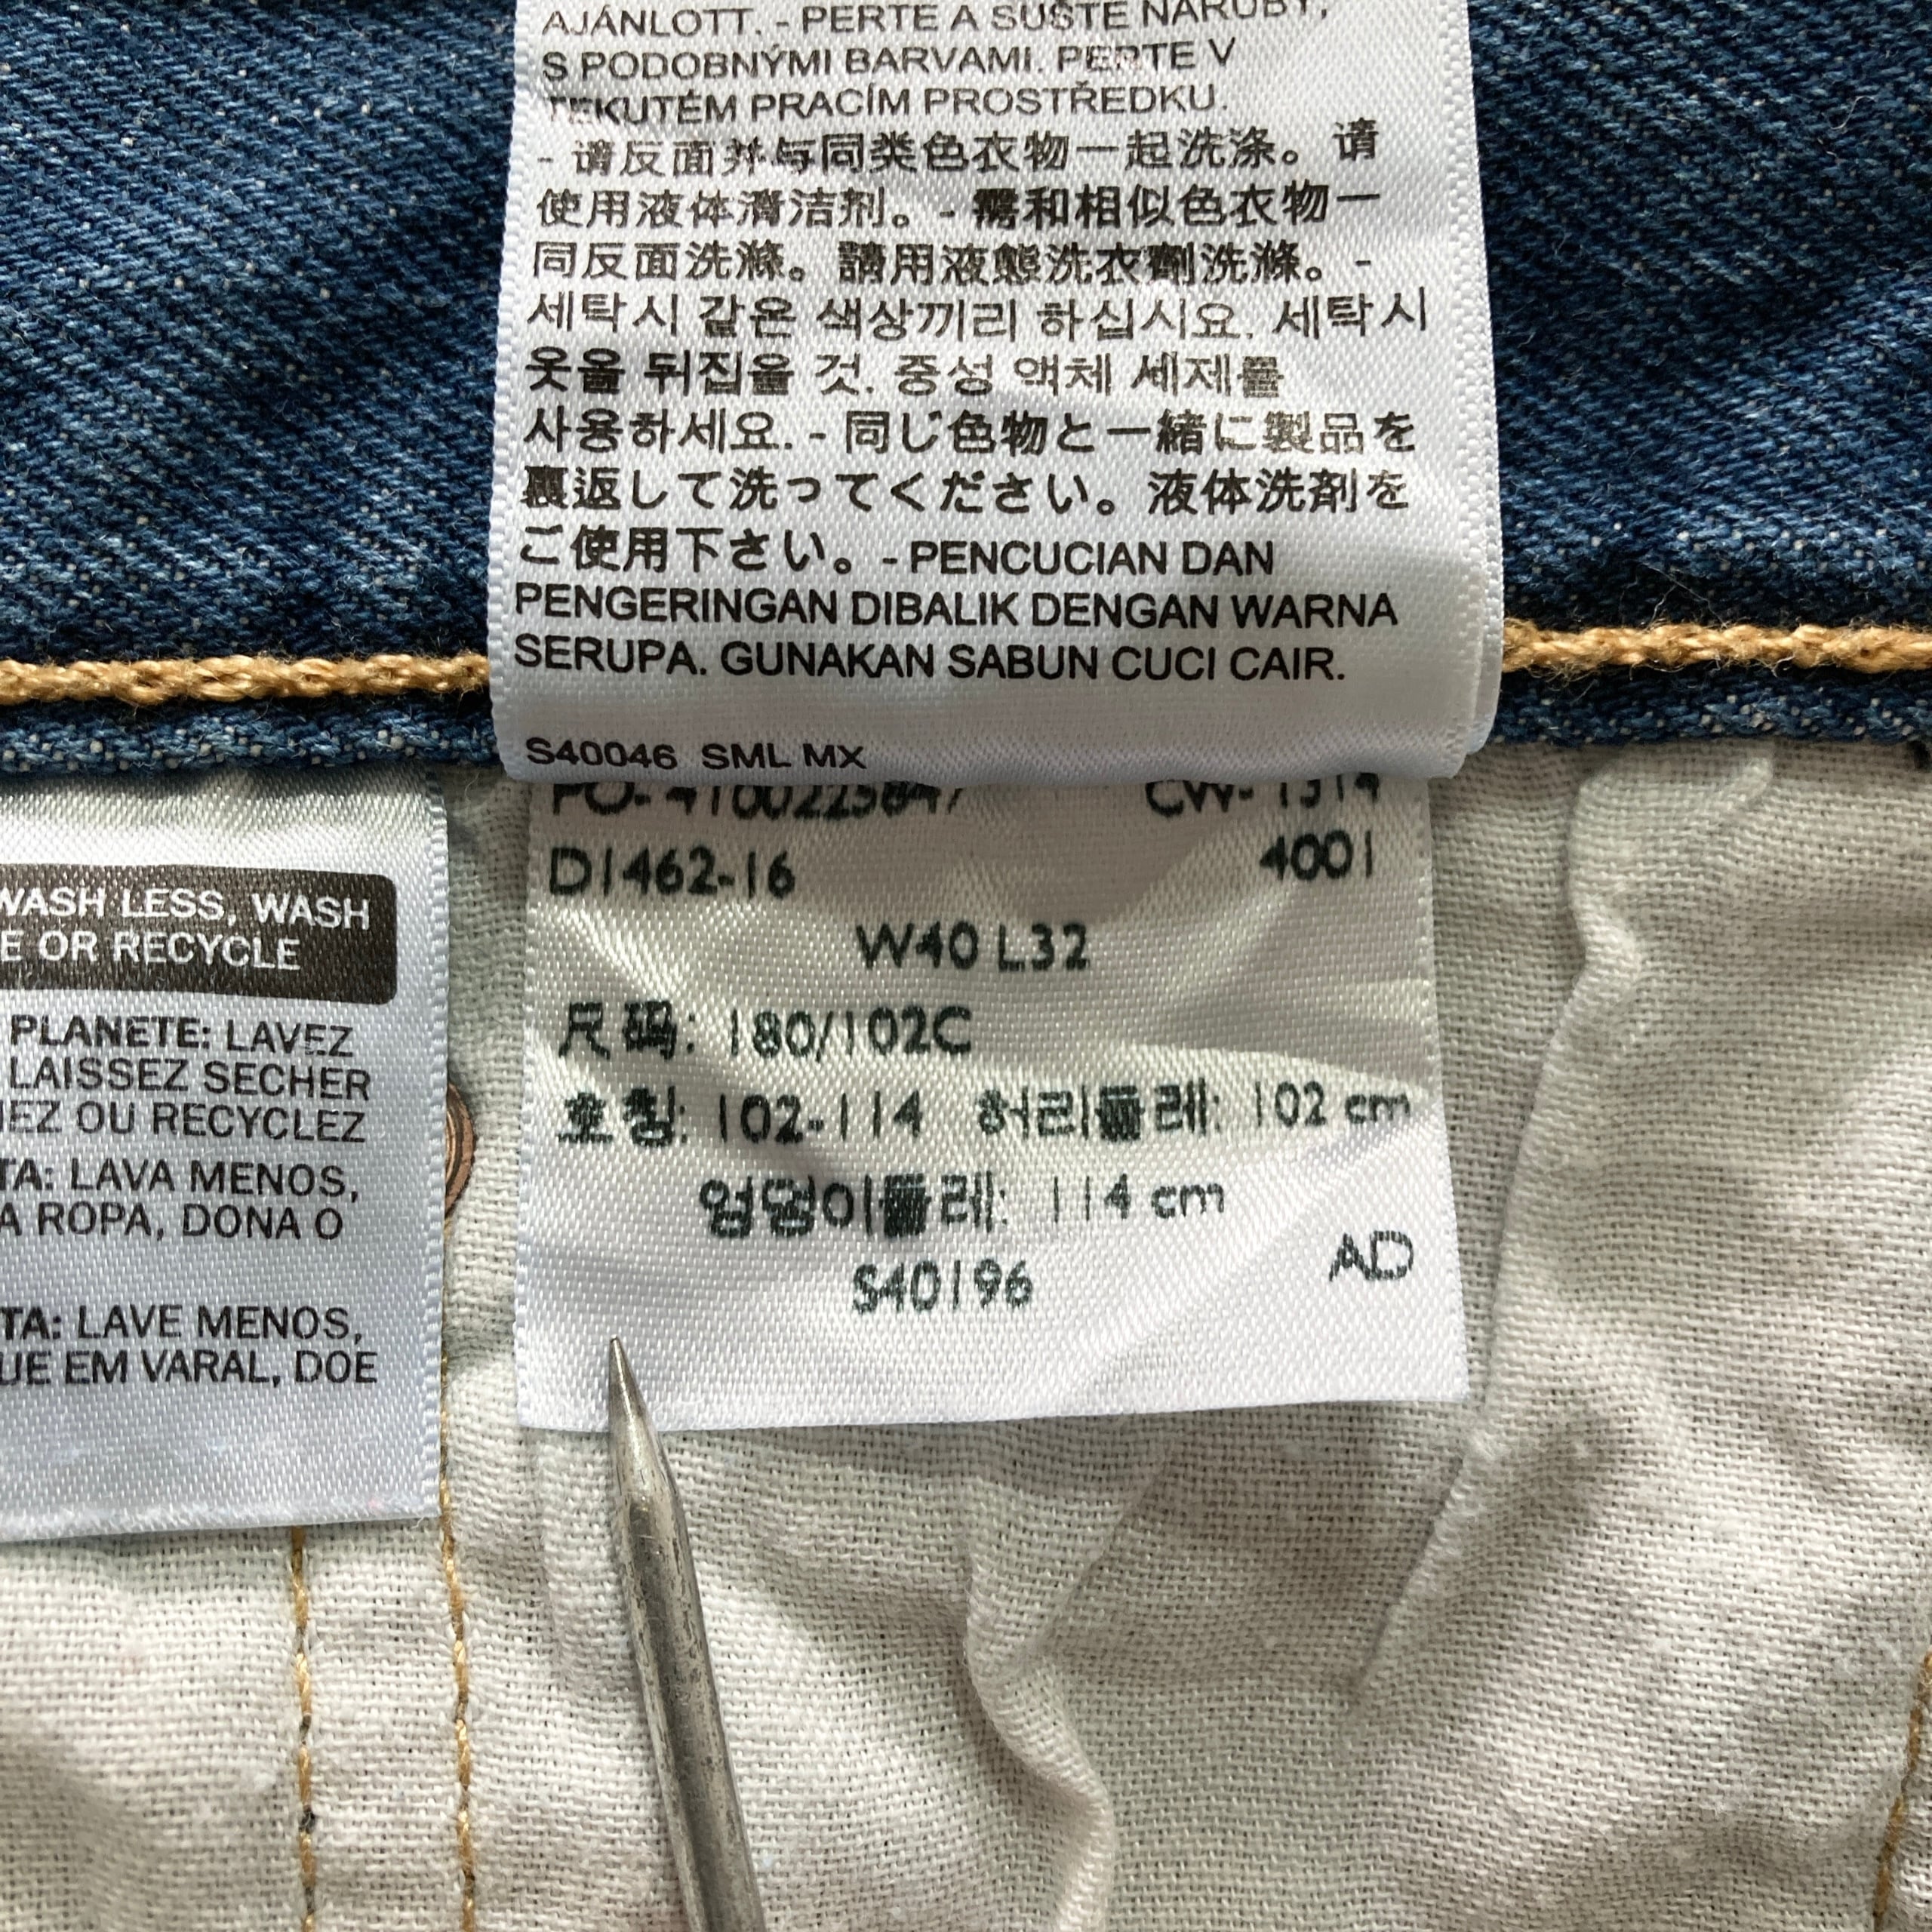 AJÁNLOTT. - PERTE A SUŠTE NARUBY,
S PODOBNÝMI BARVAMI. PERTE V
TEKUTÉM PRACÍM PROSTŘEDKU.
- 请反面并与同类色衣物一起洗涤。请
使用液体清洁剂。- 需和相似色衣物一
同反面洗滌。請用液態洗衣劑洗滌。-
세탁시 같은 색상끼리 하십시요. 세탁시
옷을 뒤집을 것. 중성 액체 세제를
사용하세요. - 同じ色物と一緒に製品を
裏返して洗ってください。液体洗剤を
ご使用下さい。- PENCUCIAN DAN
PENGERINGAN DIBALIK DENGAN WARNA
SERUPA. GUNAKAN SABUN CUCI CAIR.
S40046 SML MX
PO- 4100223847 CW- 1314
D1462-16 4001
W40 L32
尺码: 180/102C
호칭: 102-114 허리둘레: 102 cm
엉덩이둘레: 114 cm
S40196 AD
WASH LESS, WASH
E OR RECYCLE
PLANETE: LAVEZ
LAISSEZ SECHER
NEZ OU RECYCLEZ
TA: LAVA MENOS,
A ROPA, DONA O
TA: LAVE MENOS,
UE EM VARAL, DOE